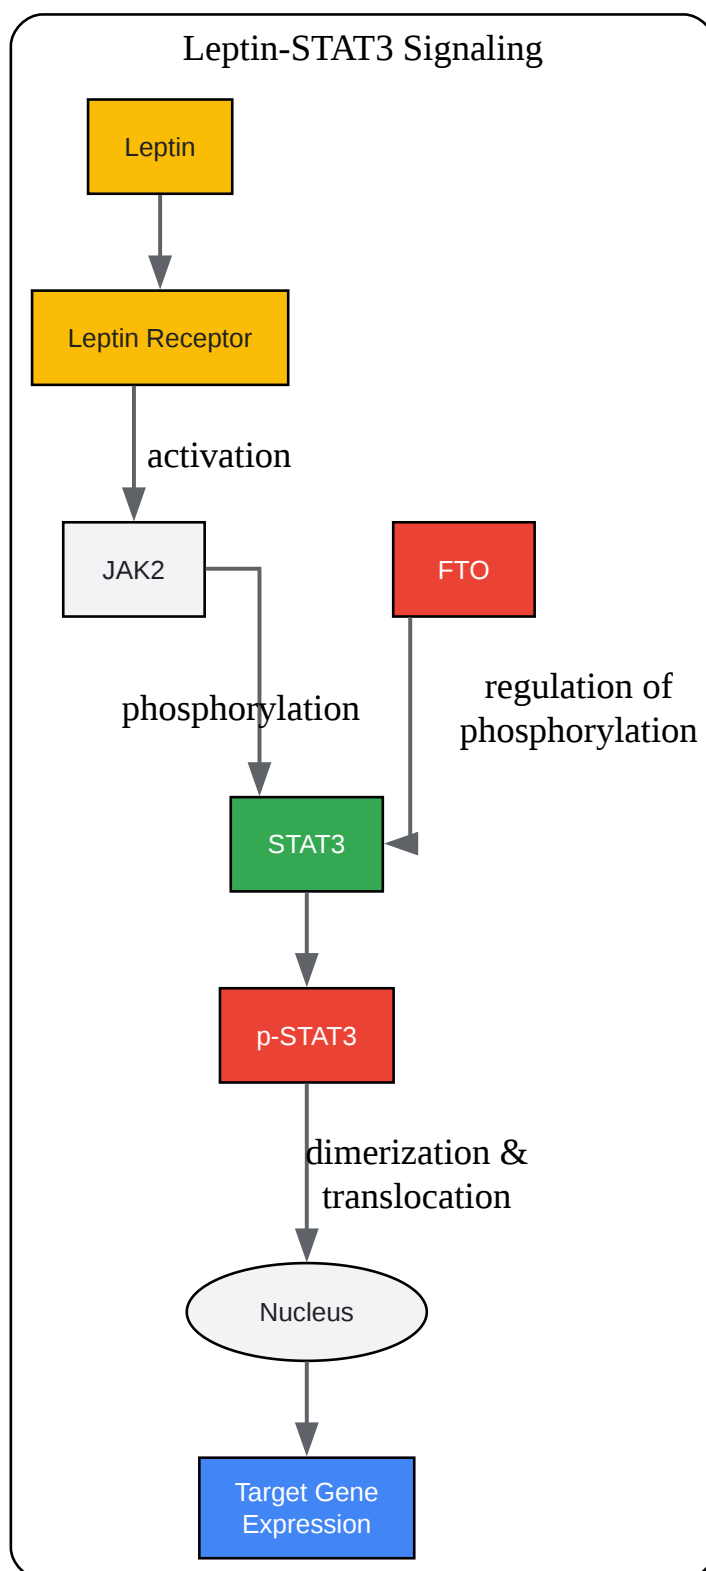 Leptin-STAT3 Signaling
Leptin
Leptin Receptor
activation
JAK2
FTO
phosphorylation
regulation of
phosphorylation
STAT3
p-STAT3
dimerization &
translocation
Nucleus
Target Gene
Expression